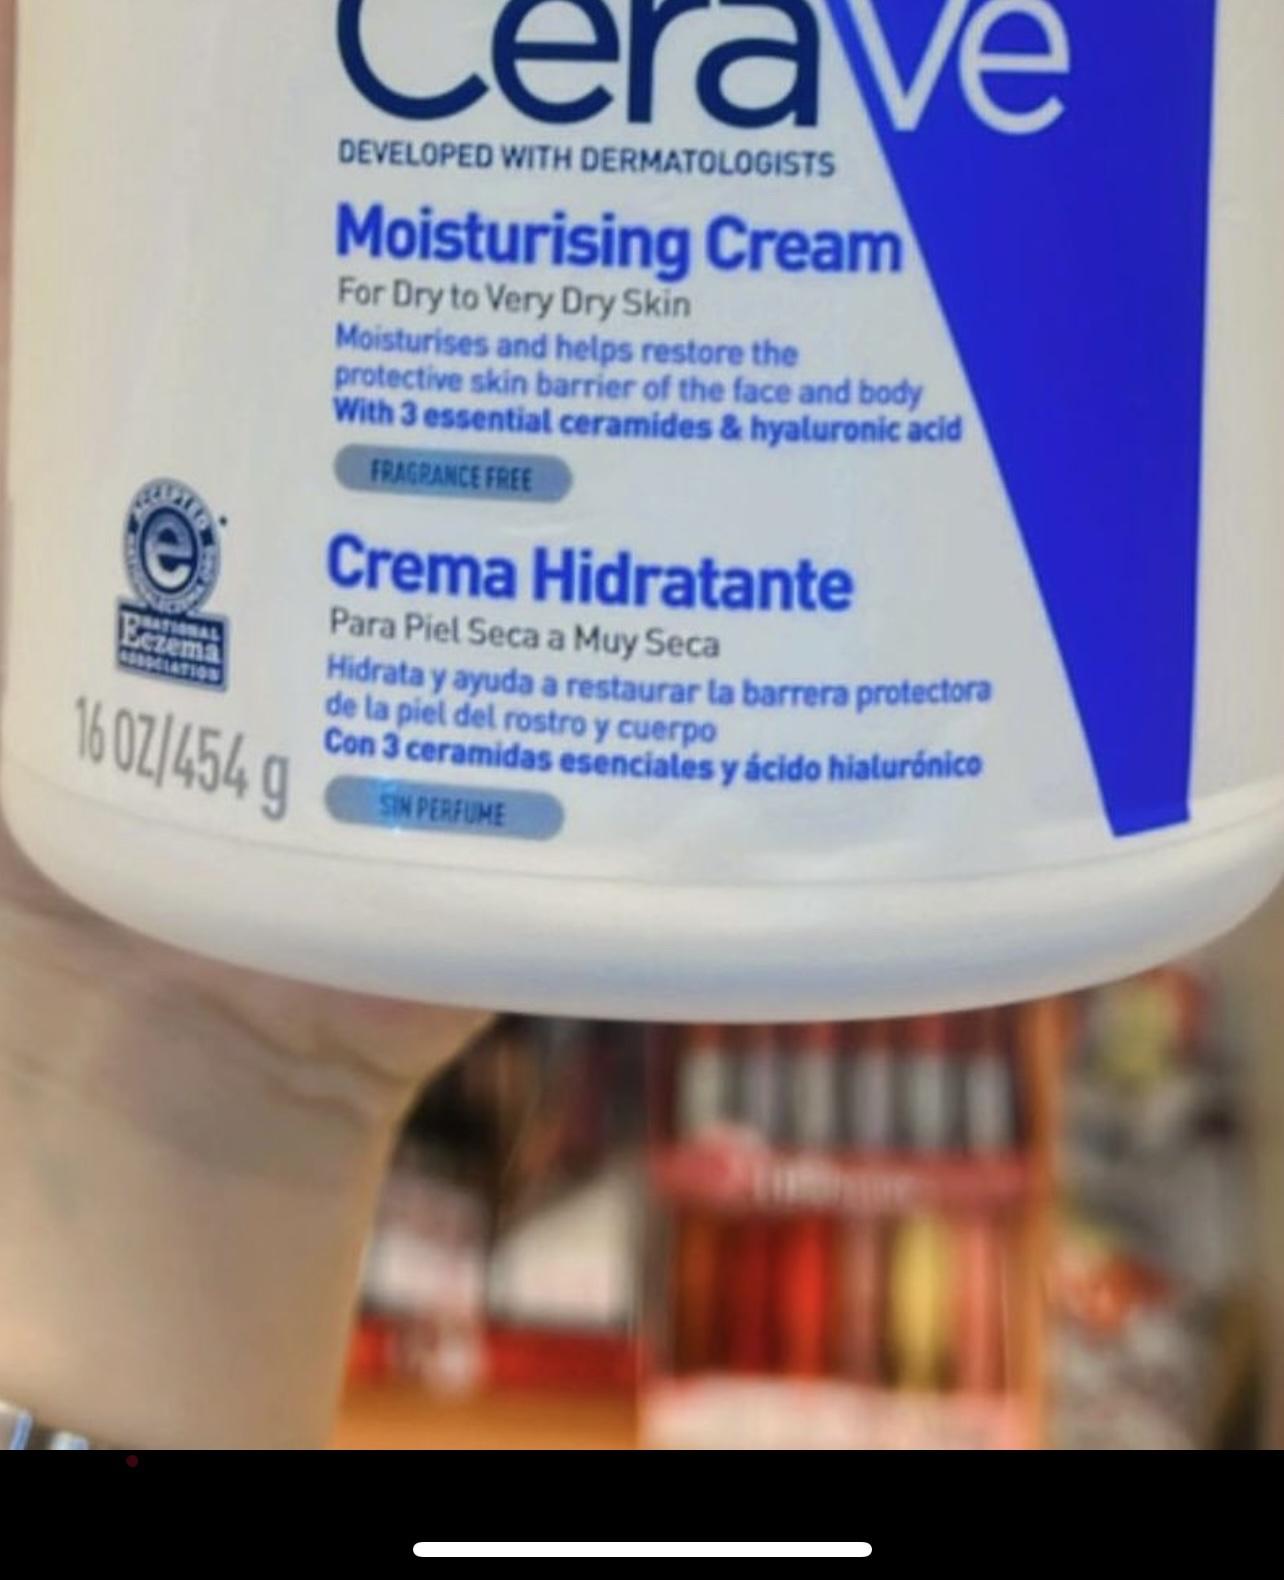 CeraVe
DEVELOPED WITH DERMATOLOGISTS
Moisturising Cream
For Dry to Very Dry Skin
Moisturises and helps restore the
protective skin barrier of the face and body
With 3 essential ceramides & hyaluronic acid
FRAGRANCE FREE
ACCEPTED
e
NATIONAL
Eczema
ASSOCIATION
16 OZ/454 g
Crema Hidratante
Para Piel Seca a Muy Seca
Hidrata y ayuda a restaurar la barrera protectora
de la piel del rostro y cuerpo
Con 3 ceramidas esenciales y ácido hialurónico
SIN PERFUME